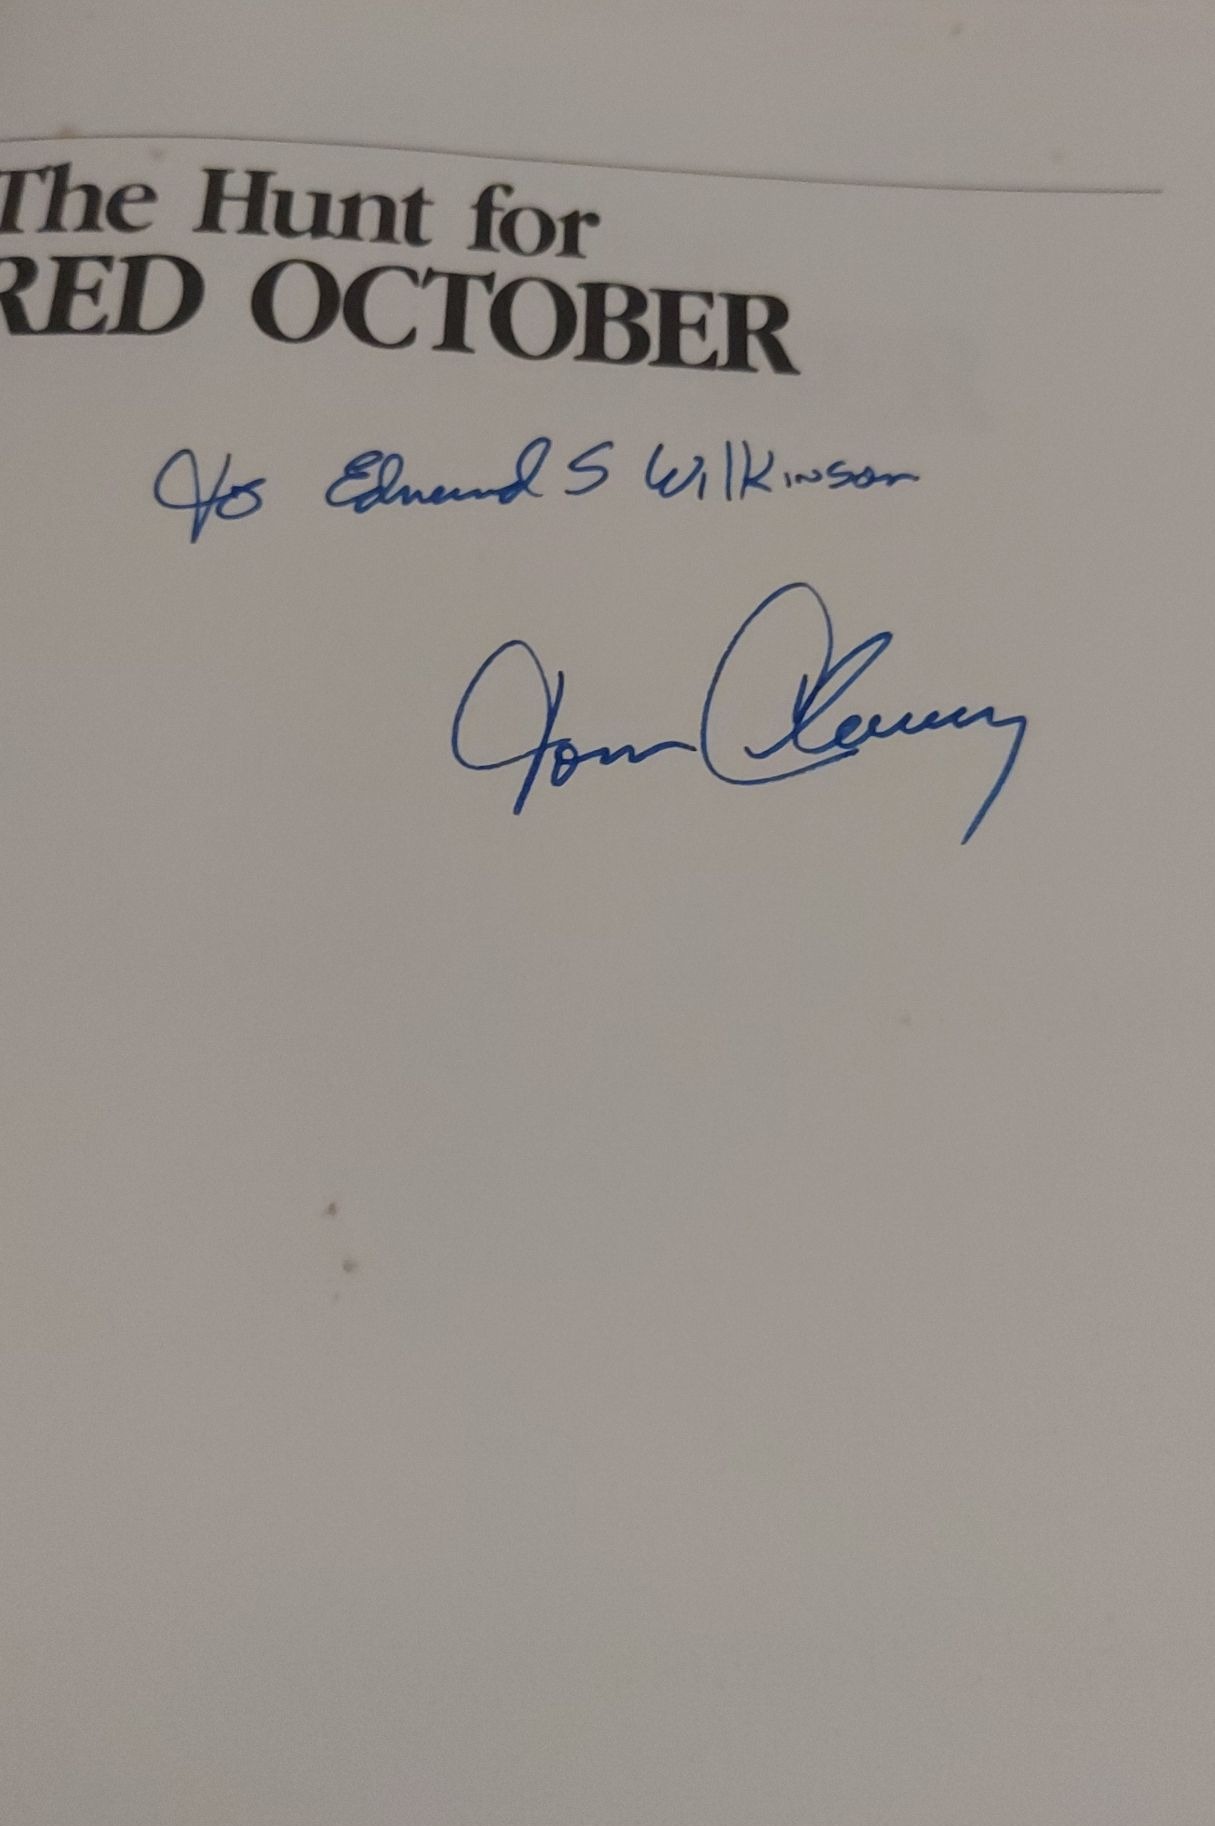 The Hunt for
RED OCTOBER
To Edmund S Wilkinson
Tom Clancy